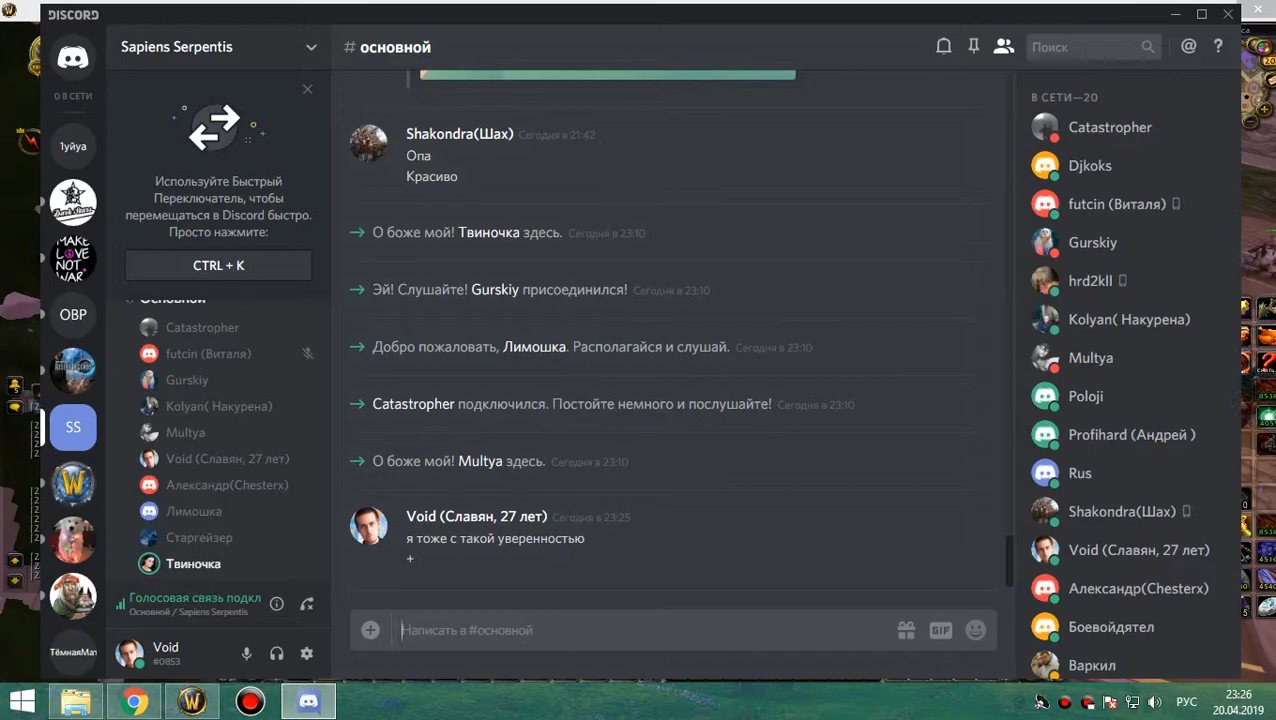 DISCORD
Sapiens Serpentis
# основной
Поиск
0 В СЕТИ
1уйуа
DARK STARS
MAKE
LOVE
NOT
WAR
ОВР
SS
ТёмнаяМат
Используйте Быстрый
Переключатель, чтобы
перемещаться в Discord быстро.
Просто нажмите:
CTRL + K
Основной
Catastropher
futcin (Виталя)
Gurskiy
Kolyan( Накурена)
Multya
Void (Славян, 27 лет)
Александр(Chesterx)
Лимошка
Старгейзер
Твиночка
Голосовая связь подкл
Основной / Sapiens Serpentis
Void
#0853
Shakondra(Шах) Сегодня в 21:42
Опа
Красиво
О боже мой! Твиночка здесь. Сегодня в 23:10
Эй! Слушайте! Gurskiy присоединился! Сегодня в 23:10
Добро пожаловать, Лимошка. Располагайся и слушай. Сегодня в 23:10
Catastropher подключился. Постойте немного и послушайте! Сегодня в 23:10
О боже мой! Multya здесь. Сегодня в 23:10
Void (Славян, 27 лет) Сегодня в 23:25
я тоже с такой уверенностью
+
Написать в #основной
GIF
В СЕТИ—20
Catastropher
Djkoks
futcin (Виталя)
Gurskiy
hrd2kll
Kolyan( Накурена)
Multya
Poloji
Profihard (Андрей )
Rus
Shakondra(Шах)
Void (Славян, 27 лет)
Александр(Chesterx)
Боевойдятел
Варкил
РУС
23:26
20.04.2019